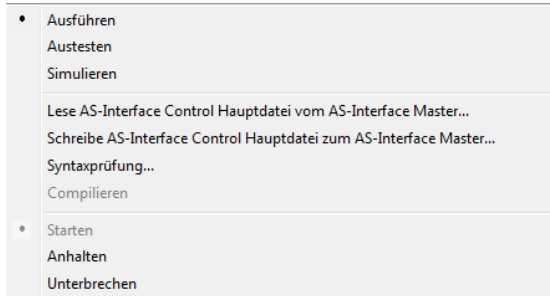 Ausführen
Austesten
Simulieren
Lese AS-Interface Control Hauptdatei vom AS-Interface Master...
Schreibe AS-Interface Control Hauptdatei zum AS-Interface Master...
Syntaxprüfung...
Compilieren
Starten
Anhalten
Unterbrechen